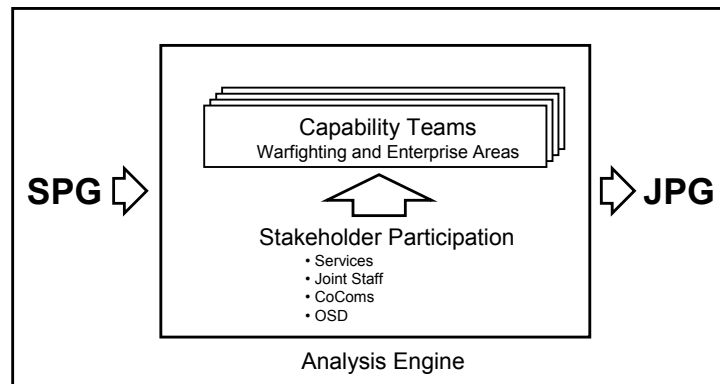 Capability Teams
Warfighting and Enterprise Areas
SPG
JPG
Stakeholder Participation
• Services
• Joint Staff
• CoComs
• OSD
Analysis Engine